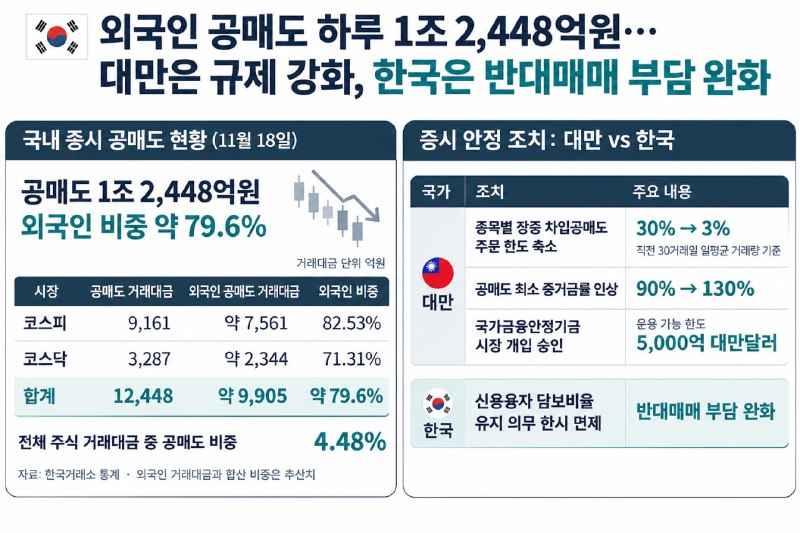 외국인 공매도 하루 1조 2,448억원…
대만은 규제 강화, 한국은 반대매매 부담 완화
국내 증시 공매도 현황 (11월 18일)
공매도 1조 2,448억원
외국인 비중 약 79.6%
거래대금 단위 억원
시장 공매도 거래대금 외국인 공매도 거래대금 외국인 비중
코스피 9,161 약 7,561 82.53%
코스닥 3,287 약 2,344 71.31%
합계 12,448 약 9,905 약 79.6%
전체 주식 거래대금 중 공매도 비중 4.48%
자료: 한국거래소 통계 · 외국인 거래대금과 합산 비중은 추산치
증시 안정 조치: 대만 vs 한국
국가 조치 주요 내용
대만
종목별 장중 차입공매도
주문 한도 축소
30% → 3%
직전 30거래일 일평균 거래량 기준
공매도 최소 증거금률 인상 90% → 130%
국가금융안정기금
시장 개입 승인
운용 가능 한도
5,000억 대만달러
한국
신용융자 담보비율
유지 의무 한시 면제
반대매매 부담 완화